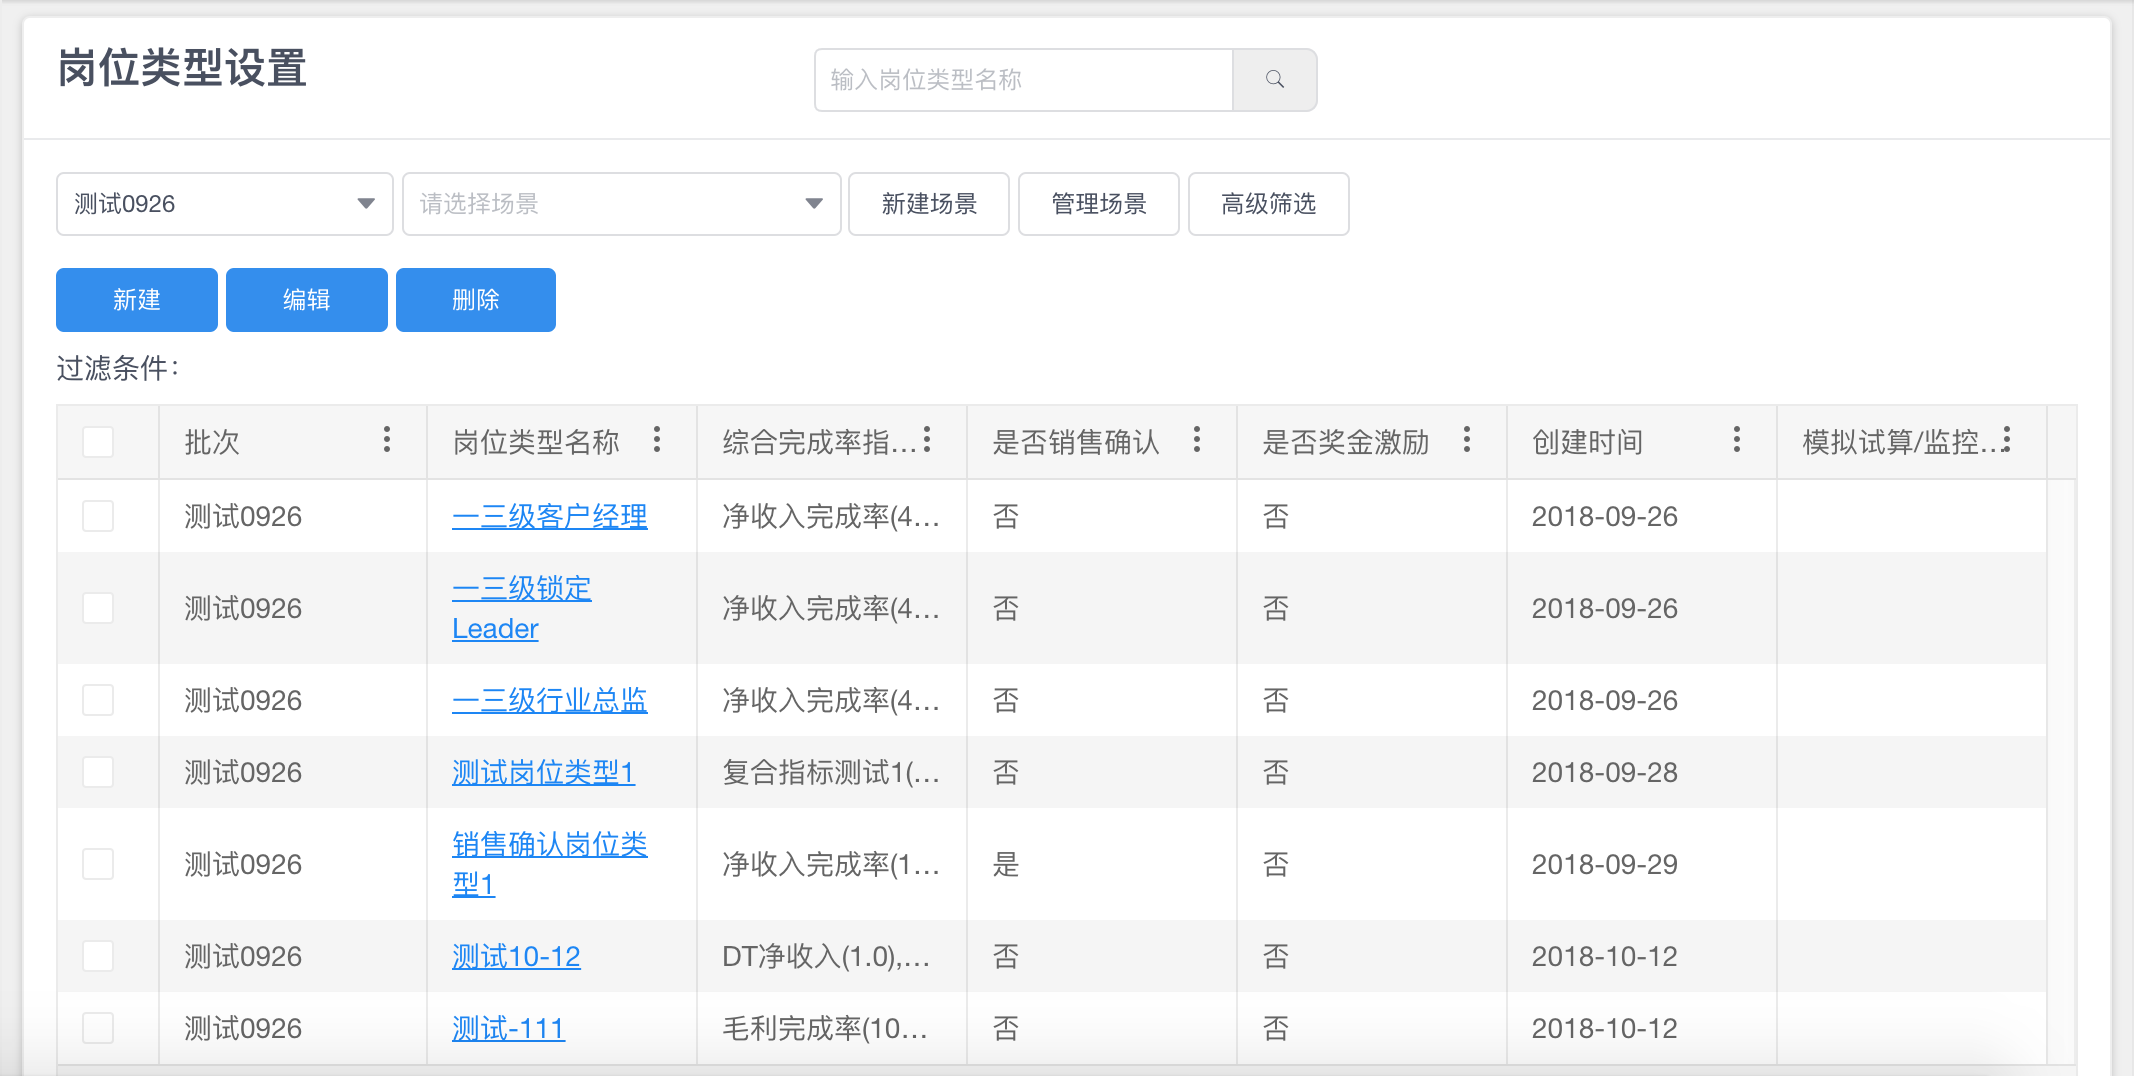 岗位类型设置
输入岗位类型名称
测试0926 请选择场景 新建场景 管理场景 高级筛选
新建 编辑 删除
过滤条件：
批次 岗位类型名称 综合完成率指... 是否销售确认 是否奖金激励 创建时间 模拟试算/监控...
测试0926 一三级客户经理 净收入完成率(4... 否 否 2018-09-26
测试0926 一三级锁定 净收入完成率(4... 否 否 2018-09-26
Leader
测试0926 一三级行业总监 净收入完成率(4... 否 否 2018-09-26
测试0926 测试岗位类型1 复合指标测试1(... 否 否 2018-09-28
测试0926 销售确认岗位类 净收入完成率(1... 是 否 2018-09-29
型1
测试0926 测试10-12 DT净收入(1.0),... 否 否 2018-10-12
测试0926 测试-111 毛利完成率(10... 否 否 2018-10-12